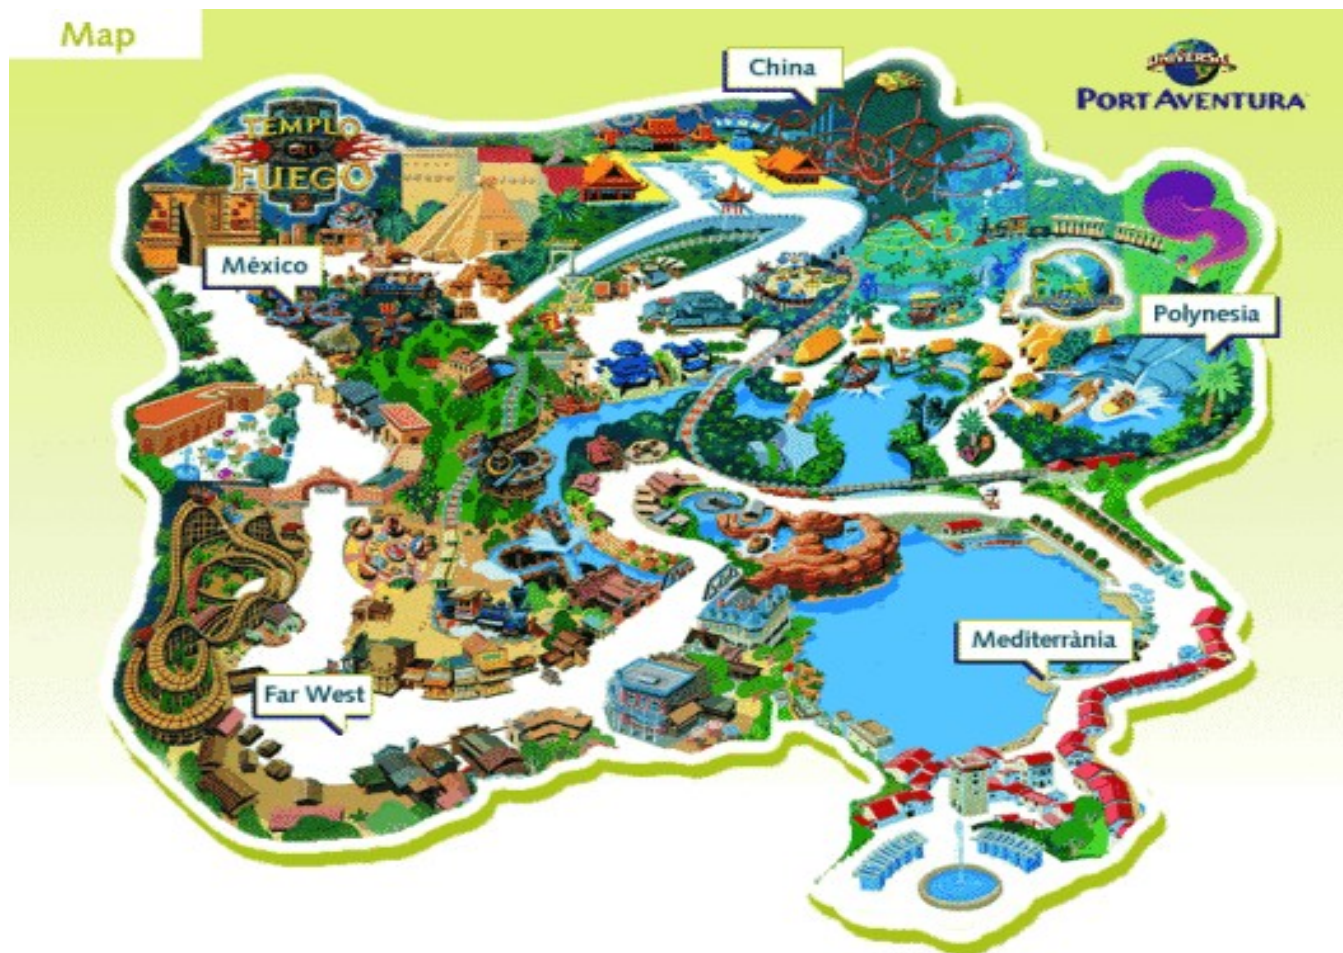 Map
China
UNIVERSAL
PORT AVENTURA
TEMPLO
DEL
FUEGO
México
Polynesia
Mediterrània
Far West